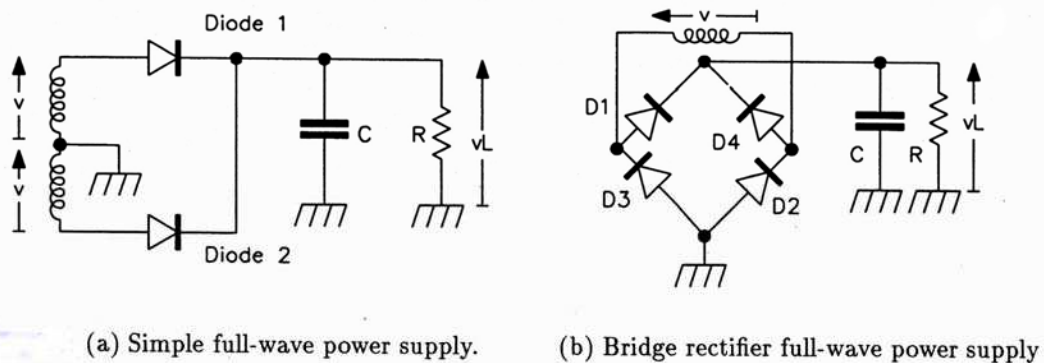 Diode 1
v
v
C
R
vL
Diode 2
(a) Simple full-wave power supply.
v
D1
D4
D3
D2
C
R
vL
(b) Bridge rectifier full-wave power supply